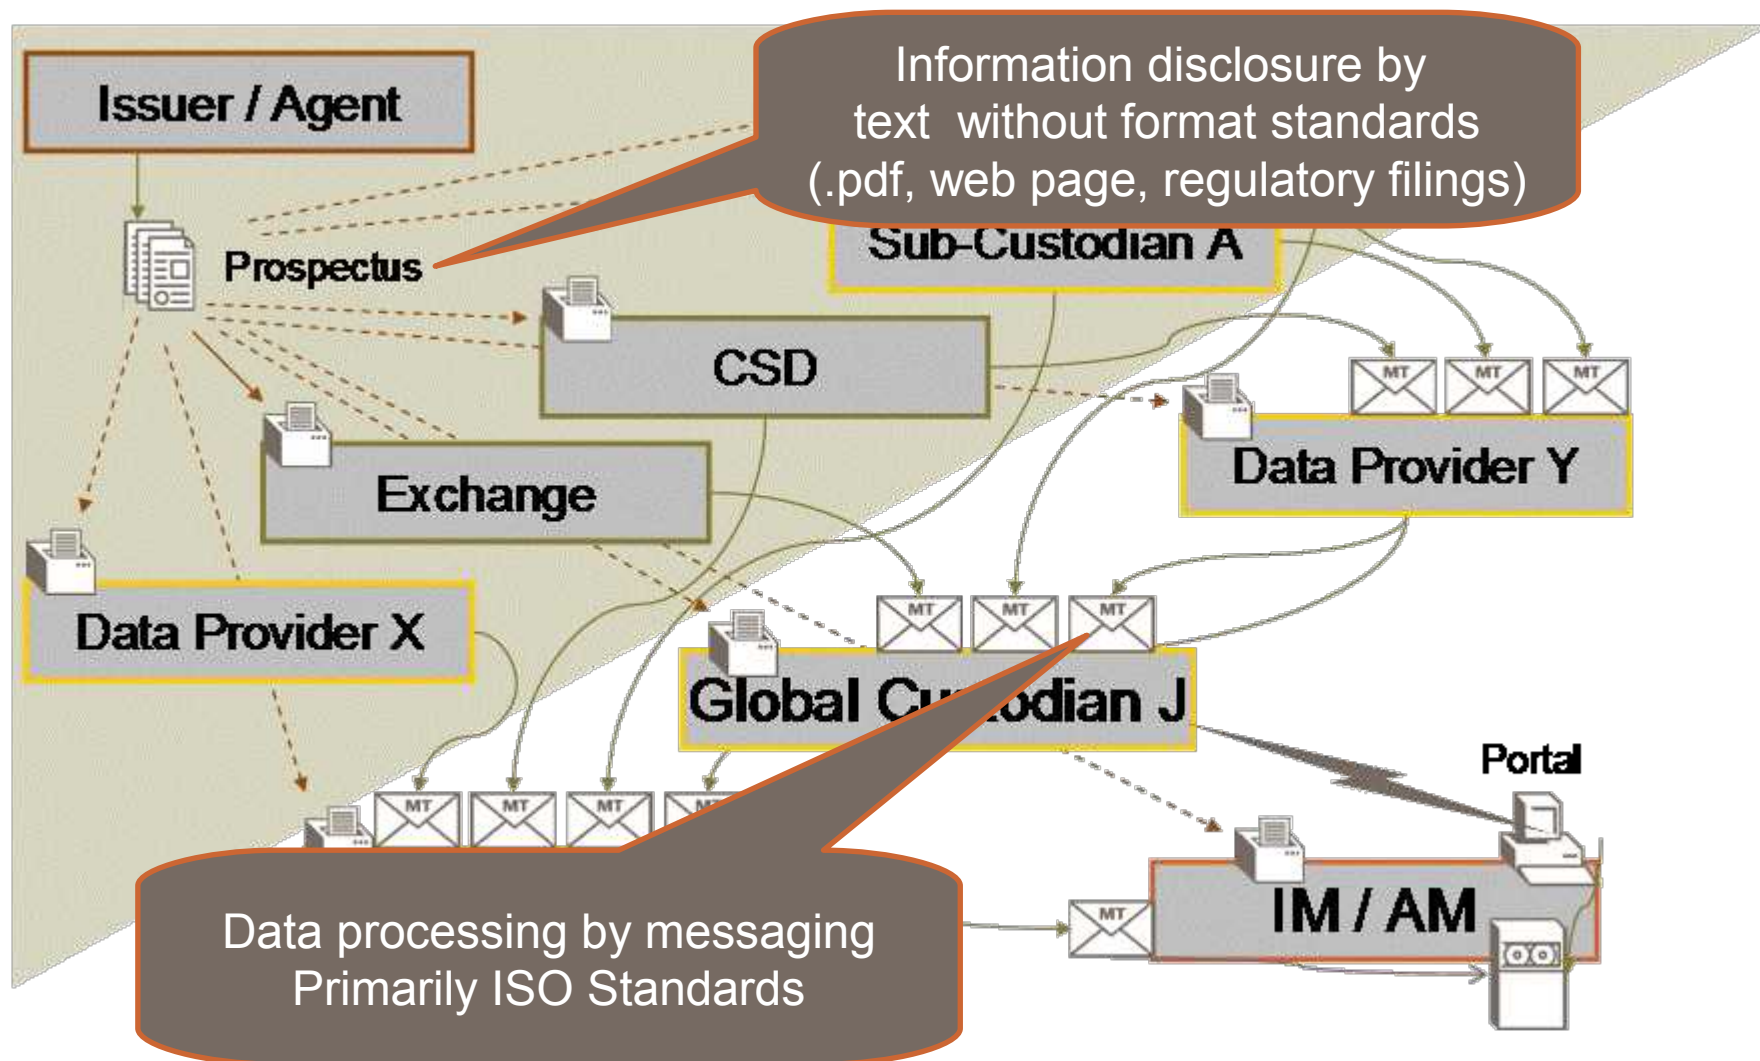 Information disclosure by
text without format standards
(.pdf, web page, regulatory filings)
Issuer / Agent
Prospectus
Sub-Custodian A
CSD
MT
MT
MT
Data Provider Y
Exchange
Data Provider X
MT
MT
MT
Global Custodian J
Portal
MT
MT
MT
MT
IM / AM
MT
Data processing by messaging
Primarily ISO Standards